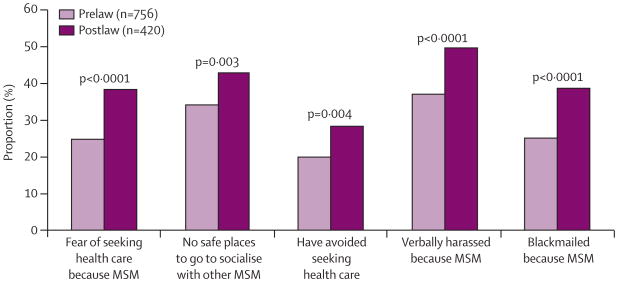 60
50
40
30
20
10
0
Proportion (%)
Prelaw (n=756)
Postlaw (n=420)
p<0·0001
p=0·003
p=0·004
p<0·0001
p<0·0001
Fear of seeking
health care
because MSM
No safe places
to go to socialise
with other MSM
Have avoided
seeking
health care
Verbally harassed
because MSM
Blackmailed
because MSM